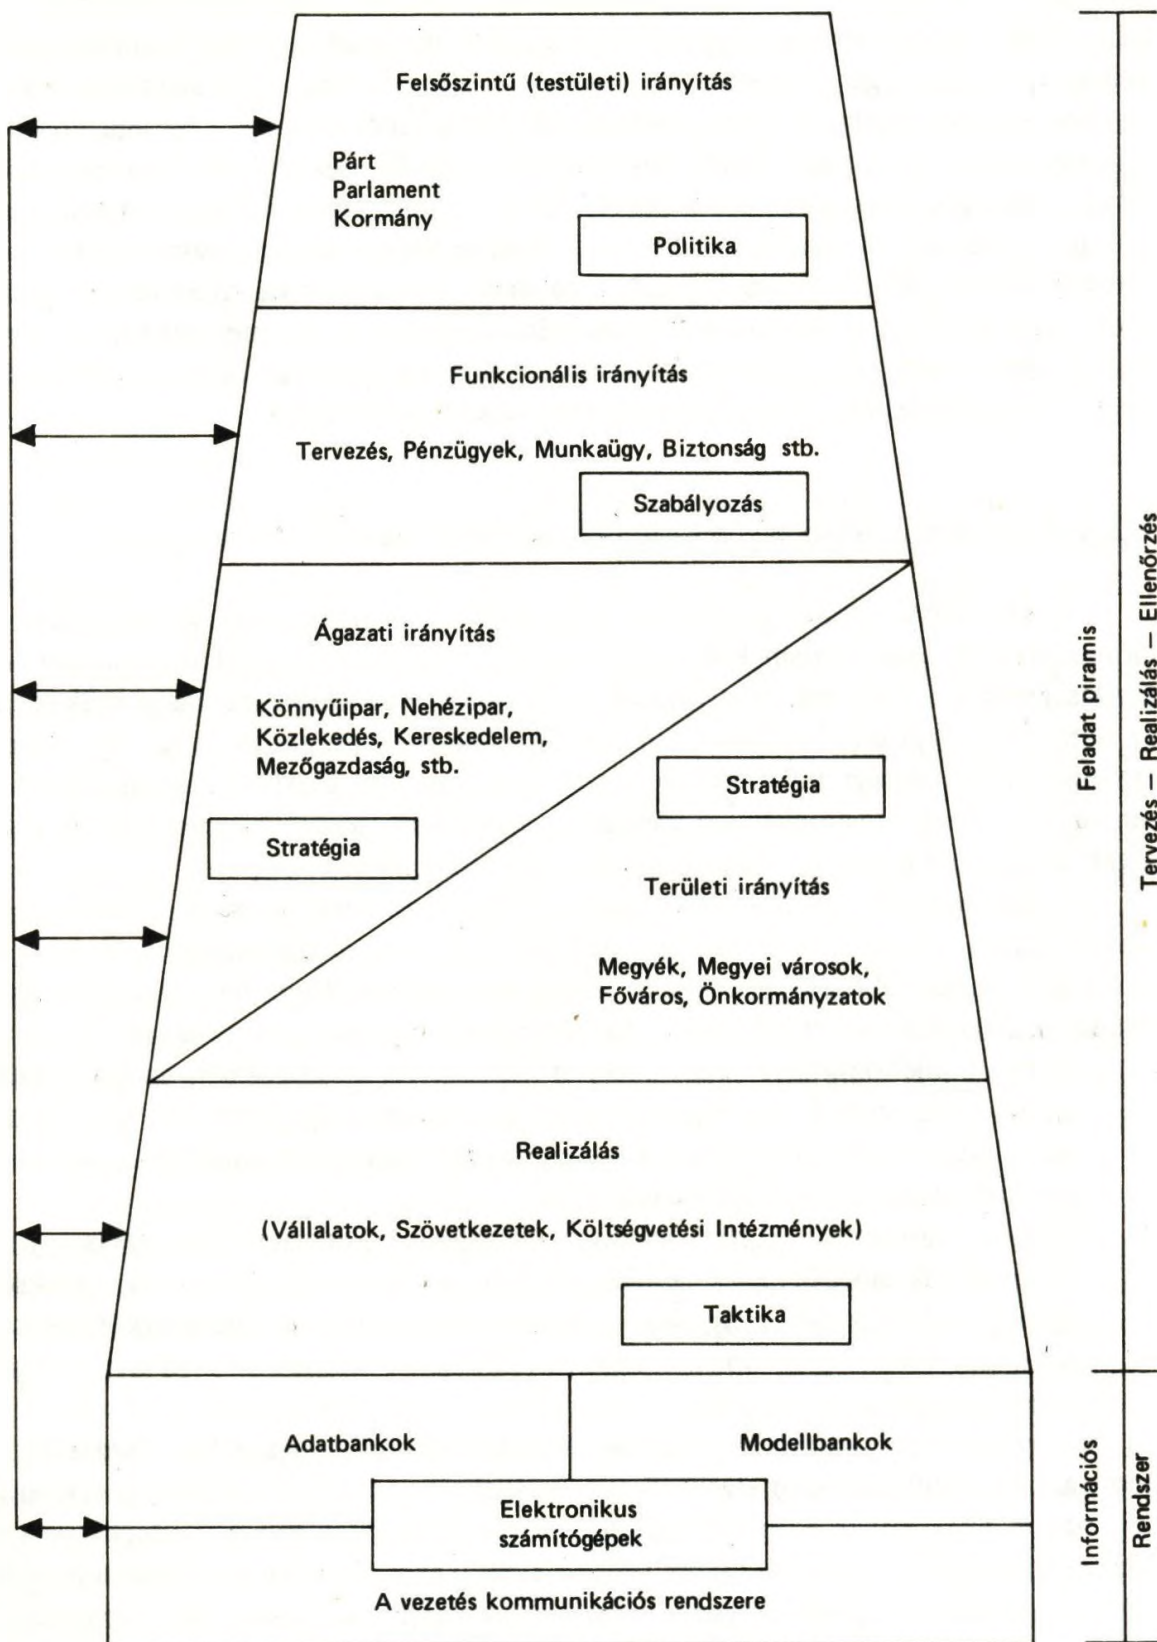 Felsőszintű (testületi) irányítás
Párt
Parlament
Kormány
Politika
Funkcionális irányítás
Tervezés, Pénzügyek, Munkaügy, Biztonság stb.
Szabályozás
Ágazati irányítás
Könnyűipar, Nehézipar,
Közlekedés, Kereskedelem,
Mezőgazdaság, stb.
Stratégia
Stratégia
Területi irányítás
Megyék, Megyei városok,
Főváros, Önkormányzatok
Realizálás
(Vállalatok, Szövetkezetek, Költségvetési Intézmények)
Taktika
Adatbankok
Modellbankok
Elektronikus
számítógépek
A vezetés kommunikációs rendszere
Feladat piramis
Tervezés — Realizálás — Ellenőrzés
Információs
Rendszer